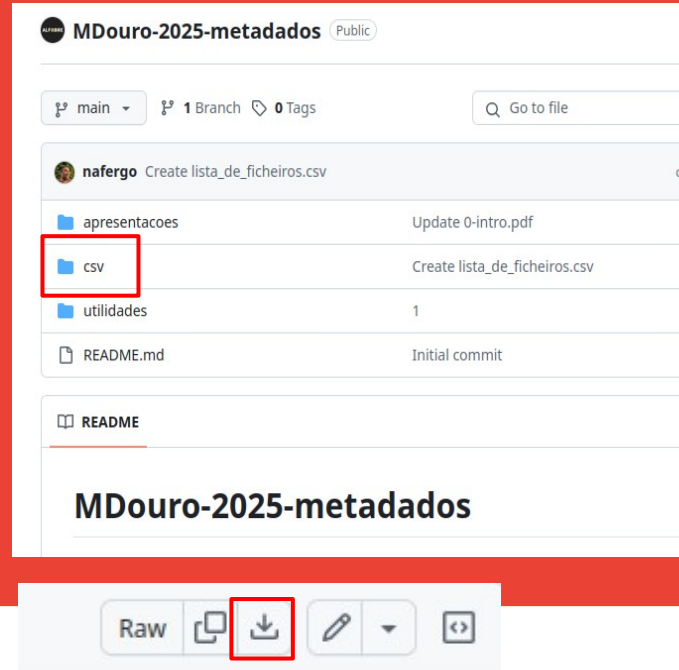 MDouro-2025-metadados Public
main 1 Branch 0 Tags Go to file
nafergo Create lista_de_ficheiros.csv
apresentacoes Update 0-intro.pdf
csv Create lista_de_ficheiros.csv
utilidades 1
README.md Initial commit
README
MDouro-2025-metadados
Raw